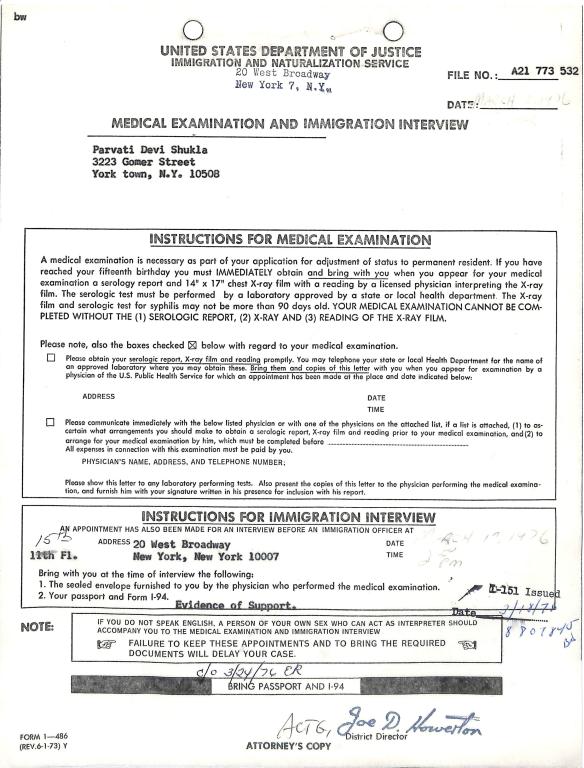 bw
UNITED STATES DEPARTMENT OF JUSTICE
IMMIGRATION AND NATURALIZATION SERVICE
20 West Broadway
New York 7, N.Y.
FILE NO.: A21 773 532
DATE: March 1976
MEDICAL EXAMINATION AND IMMIGRATION INTERVIEW
Parvati Devi Shukla
3223 Gomer Street
York town, N.Y. 10508
INSTRUCTIONS FOR MEDICAL EXAMINATION
A medical examination is necessary as part of your application for adjustment of status to permanent resident. If you have
reached your fifteenth birthday you must IMMEDIATELY obtain and bring with you when you appear for your medical
examination a serology report and 14" x 17" chest X-ray film with a reading by a licensed physician interpreting the X-ray
film. The serologic test must be performed by a laboratory approved by a state or local health department. The X-ray
film and serologic test for syphilis may not be more than 90 days old. YOUR MEDICAL EXAMINATION CANNOT BE COM-
PLETED WITHOUT THE (1) SEROLOGIC REPORT, (2) X-RAY AND (3) READING OF THE X-RAY FILM.
Please note, also the boxes checked ☒ below with regard to your medical examination.
☐ Please obtain your serologic report, X-ray film and reading promptly. You may telephone your state or local Health Department for the name of
an approved laboratory where you may obtain these. Bring them and copies of this letter with you when you appear for examination by a
physician of the U.S. Public Health Service for which an appointment has been made at the place and date indicated below:
ADDRESS DATE
TIME
☐ Please communicate immediately with the below listed physician or with one of the physicians on the attached list, if a list is attached, (1) to as-
certain what arrangements you should make to obtain a serologic report, X-ray film and reading prior to your medical examination, and (2) to
arrange for your medical examination by him, which must be completed before
All expenses in connection with this examination must be paid by you.
PHYSICIAN'S NAME, ADDRESS, AND TELEPHONE NUMBER;
Please show this letter to any laboratory performing tests. Also present the copies of this letter to the physician performing the medical examina-
tion, and furnish him with your signature written in his presence for inclusion with his report.
INSTRUCTIONS FOR IMMIGRATION INTERVIEW
AN APPOINTMENT HAS ALSO BEEN MADE FOR AN INTERVIEW BEFORE AN IMMIGRATION OFFICER AT
15th
11th Fl. ADDRESS 20 West Broadway DATE
New York, New York 10007 TIME pm
Bring with you at the time of interview the following:
1. The sealed envelope furnished to you by the physician who performed the medical examination.
2. Your passport and Form I-94.
I-151 Issued
Evidence of Support.
Date 3/18/76
NOTE: IF YOU DO NOT SPEAK ENGLISH, A PERSON OF YOUR OWN SEX WHO CAN ACT AS INTERPRETER SHOULD
ACCOMPANY YOU TO THE MEDICAL EXAMINATION AND IMMIGRATION INTERVIEW
FAILURE TO KEEP THESE APPOINTMENTS AND TO BRING THE REQUIRED
DOCUMENTS WILL DELAY YOUR CASE.
c/o 3/24/76 ER
BRING PASSPORT AND I-94
ACTG, Joe D. Howerton
District Director
FORM I—486
(REV.6-1-73) Y
ATTORNEY'S COPY